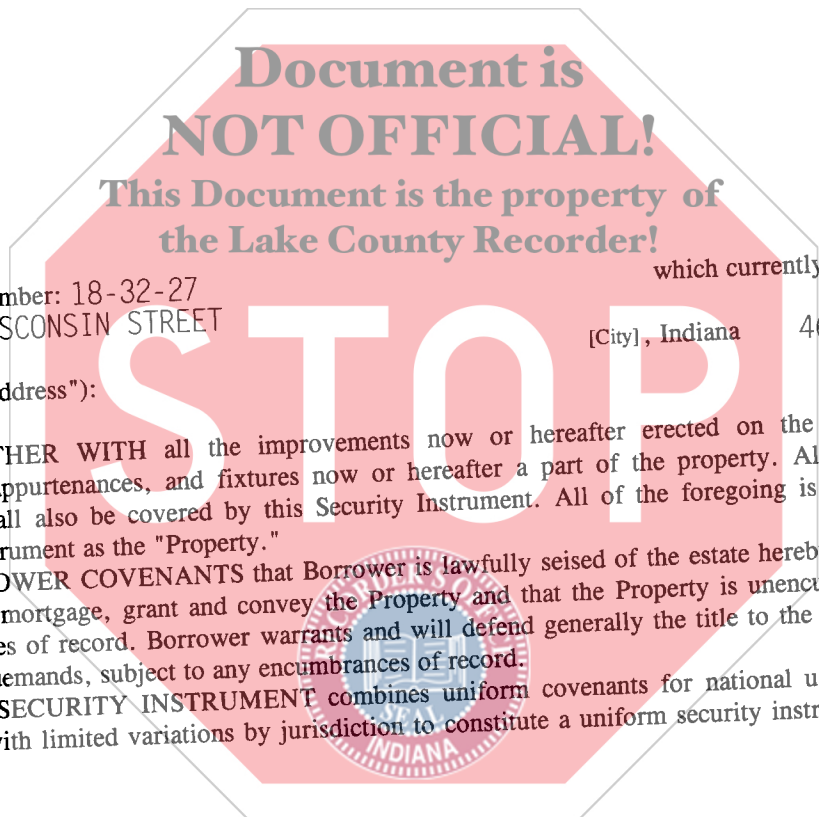 Document is
NOT OFFICIAL!
This Document is the property of
the Lake County Recorder!
which currently
mber: 18-32-27
SCONSIN STREET
[City], Indiana 4
ddress"):
STOP
THER WITH all the improvements now or hereafter erected on the
ppurtenances, and fixtures now or hereafter a part of the property. Al
all also be covered by this Security Instrument. All of the foregoing is
rument as the "Property."
OWER COVENANTS that Borrower is lawfully seised of the estate hereb
mortgage, grant and convey the Property and that the Property is unencu
es of record. Borrower warrants and will defend generally the title to the
emands, subject to any encumbrances of record.
SECURITY INSTRUMENT combines uniform covenants for national u
ith limited variations by jurisdiction to constitute a uniform security instr
RECORDER'S OFFICE
SEAL
INDIANA